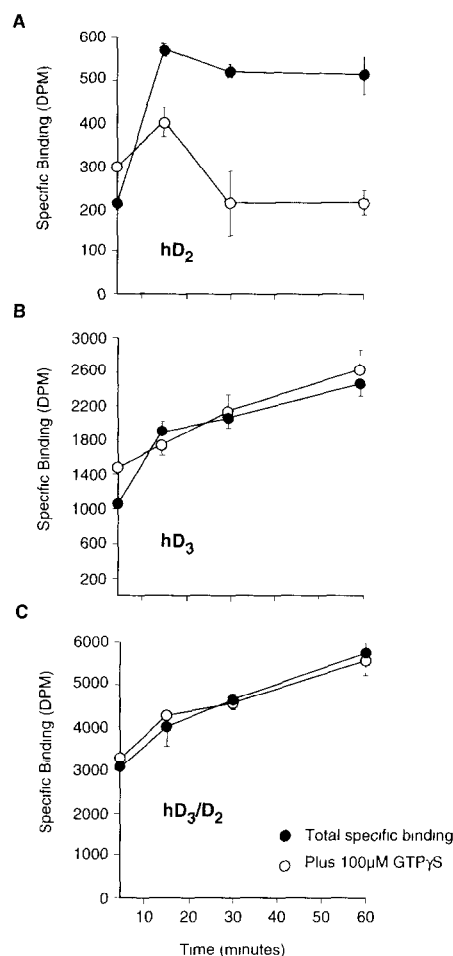 A
Specific Binding (DPM)
600
500
400
300
200
100
0
hD2
B
Specific Binding (DPM)
3000
2600
2200
1800
1400
1000
600
200
hD3
C
Specific Binding (DPM)
6000
5000
4000
3000
2000
1000
0
hD3/D2
Total specific binding
Plus 100μM GTPγS
10 20 30 40 50 60
Time (minutes)